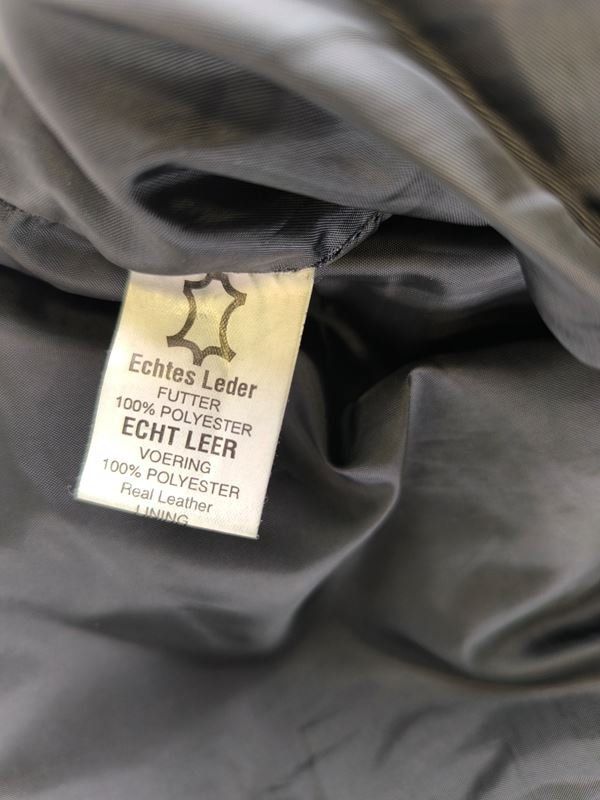 Echtes Leder
FUTTER
100% POLYESTER
ECHT LEER
VOERING
100% POLYESTER
Real Leather
LINING